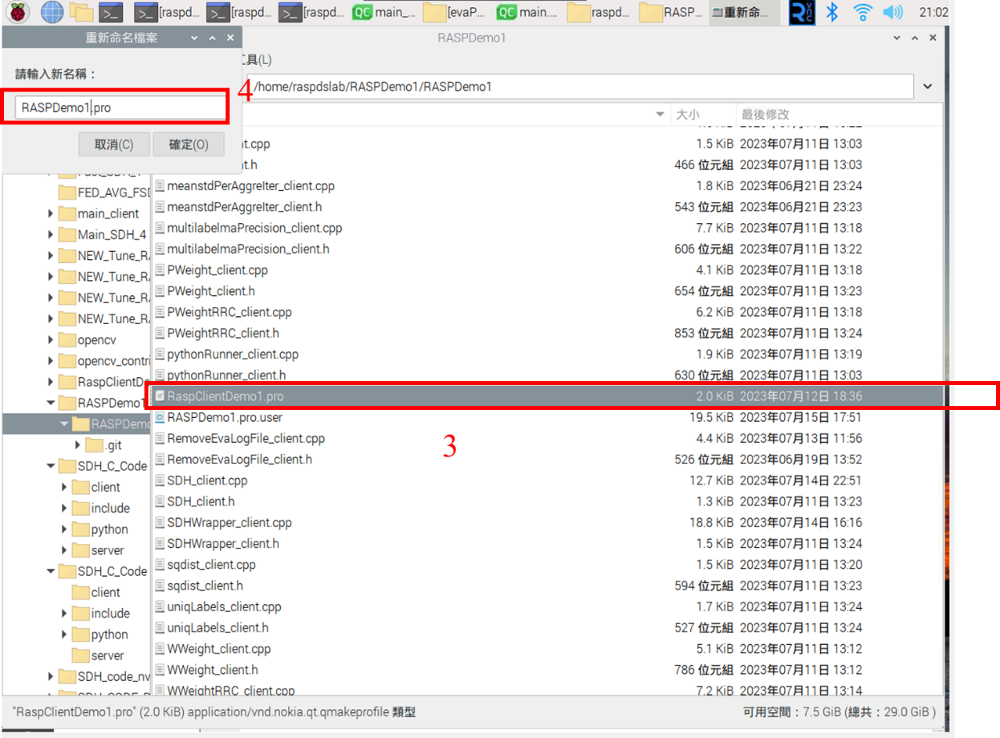 [raspd...
[raspd...
[raspd...
QC main_...
[evaP...
QC main....
raspd...
RASP...
重新命...
21:02
重新命名檔案
RASPDemo1
請輸入新名稱：
工具(L)
4
/home/raspdslab/RASPDemo1/RASPDemo1
RASPDemo1.pro
大小 最後修改
取消(C) 確定(O)
t.cpp 1.5 KiB 2023年07月11日 13:03
t.h 466 位元組 2023年07月11日 13:03
FED_AVG_FSD meanstdPerAggreIter_client.cpp 1.8 KiB 2023年06月21日 23:24
main_client meanstdPerAggreIter_client.h 543 位元組 2023年06月21日 23:23
Main_SDH_4 multilabelmaPrecision_client.cpp 7.7 KiB 2023年07月11日 13:18
NEW_Tune_RA multilabelmaPrecision_client.h 606 位元組 2023年07月11日 13:22
NEW_Tune_RA PWeight_client.cpp 4.1 KiB 2023年07月11日 13:18
NEW_Tune_RA PWeight_client.h 654 位元組 2023年07月11日 13:23
NEW_Tune_RA PWeightRRC_client.cpp 6.2 KiB 2023年07月11日 13:18
opencv PWeightRRC_client.h 853 位元組 2023年07月11日 13:24
opencv_contri pythonRunner_client.cpp 1.9 KiB 2023年07月11日 13:19
RaspClientDe pythonRunner_client.h 630 位元組 2023年07月11日 13:03
RASPDemo1 RaspClientDemo1.pro 2.0 KiB 2023年07月12日 18:36
RASPDemo RASPDemo1.pro.user 19.5 KiB 2023年07月15日 17:51
.git RemoveEvaLogFile_client.cpp 4.4 KiB 2023年07月13日 11:56
3
SDH_C_Code RemoveEvaLogFile_client.h 526 位元組 2023年06月19日 13:52
client SDH_client.cpp 12.7 KiB 2023年07月14日 22:51
include SDH_client.h 1.3 KiB 2023年07月11日 13:23
python SDHWrapper_client.cpp 18.8 KiB 2023年07月14日 16:16
server SDHWrapper_client.h 1.5 KiB 2023年07月11日 13:24
SDH_C_Code sqdist_client.cpp 1.5 KiB 2023年07月11日 13:20
client sqdist_client.h 594 位元組 2023年07月11日 13:23
include uniqLabels_client.cpp 1.7 KiB 2023年07月11日 13:24
python uniqLabels_client.h 527 位元組 2023年07月11日 13:24
server WWeight_client.cpp 5.1 KiB 2023年07月11日 13:12
SDH_code_nv WWeight_client.h 786 位元組 2023年07月11日 13:12
WWeightRRC_client.cpp 7.2 KiB 2023年07月11日 13:14
"RaspClientDemo1.pro" (2.0 KiB) application/vnd.nokia.qt.qmakeprofile 類型
可用空間：7.5 GiB (總共：29.0 GiB )